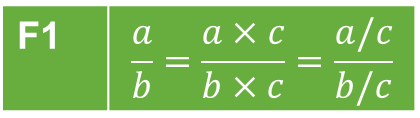 F1 a/b = (a × c)/(b × c) = (a/c)/(b/c)